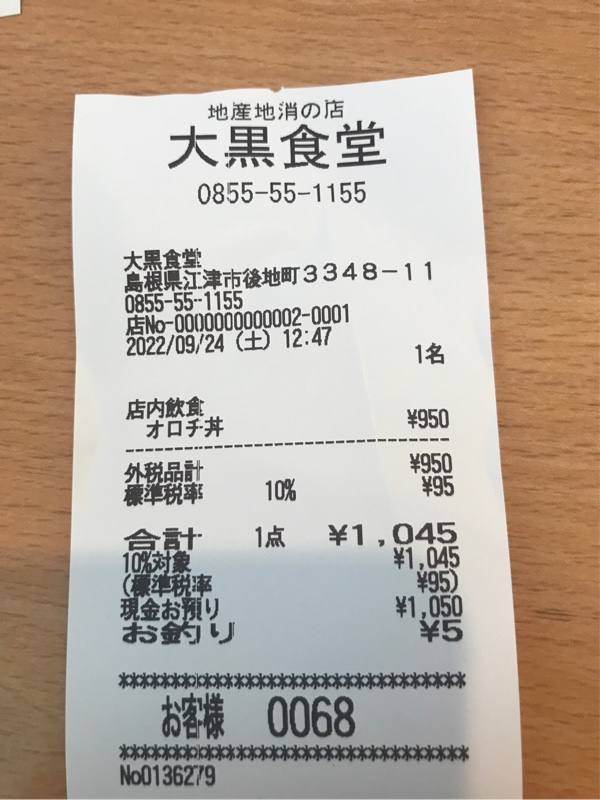 地産地消の店
大黒食堂
0855-55-1155
大黒食堂
島根県江津市後地町３３４８－１１
0855-55-1155
店No-0000000000002-0001
2022/09/24 (土) 12:47
1名
店内飲食
オロチ丼 ¥950
--------------------------------
外税品計 ¥950
標準税率 10% ¥95
合計 1点 ¥1,045
10%対象 ¥1,045
(標準税率 ¥95)
現金お預り ¥1,050
お釣り ¥5
************************************
お客様 0068
************************************
No0136279